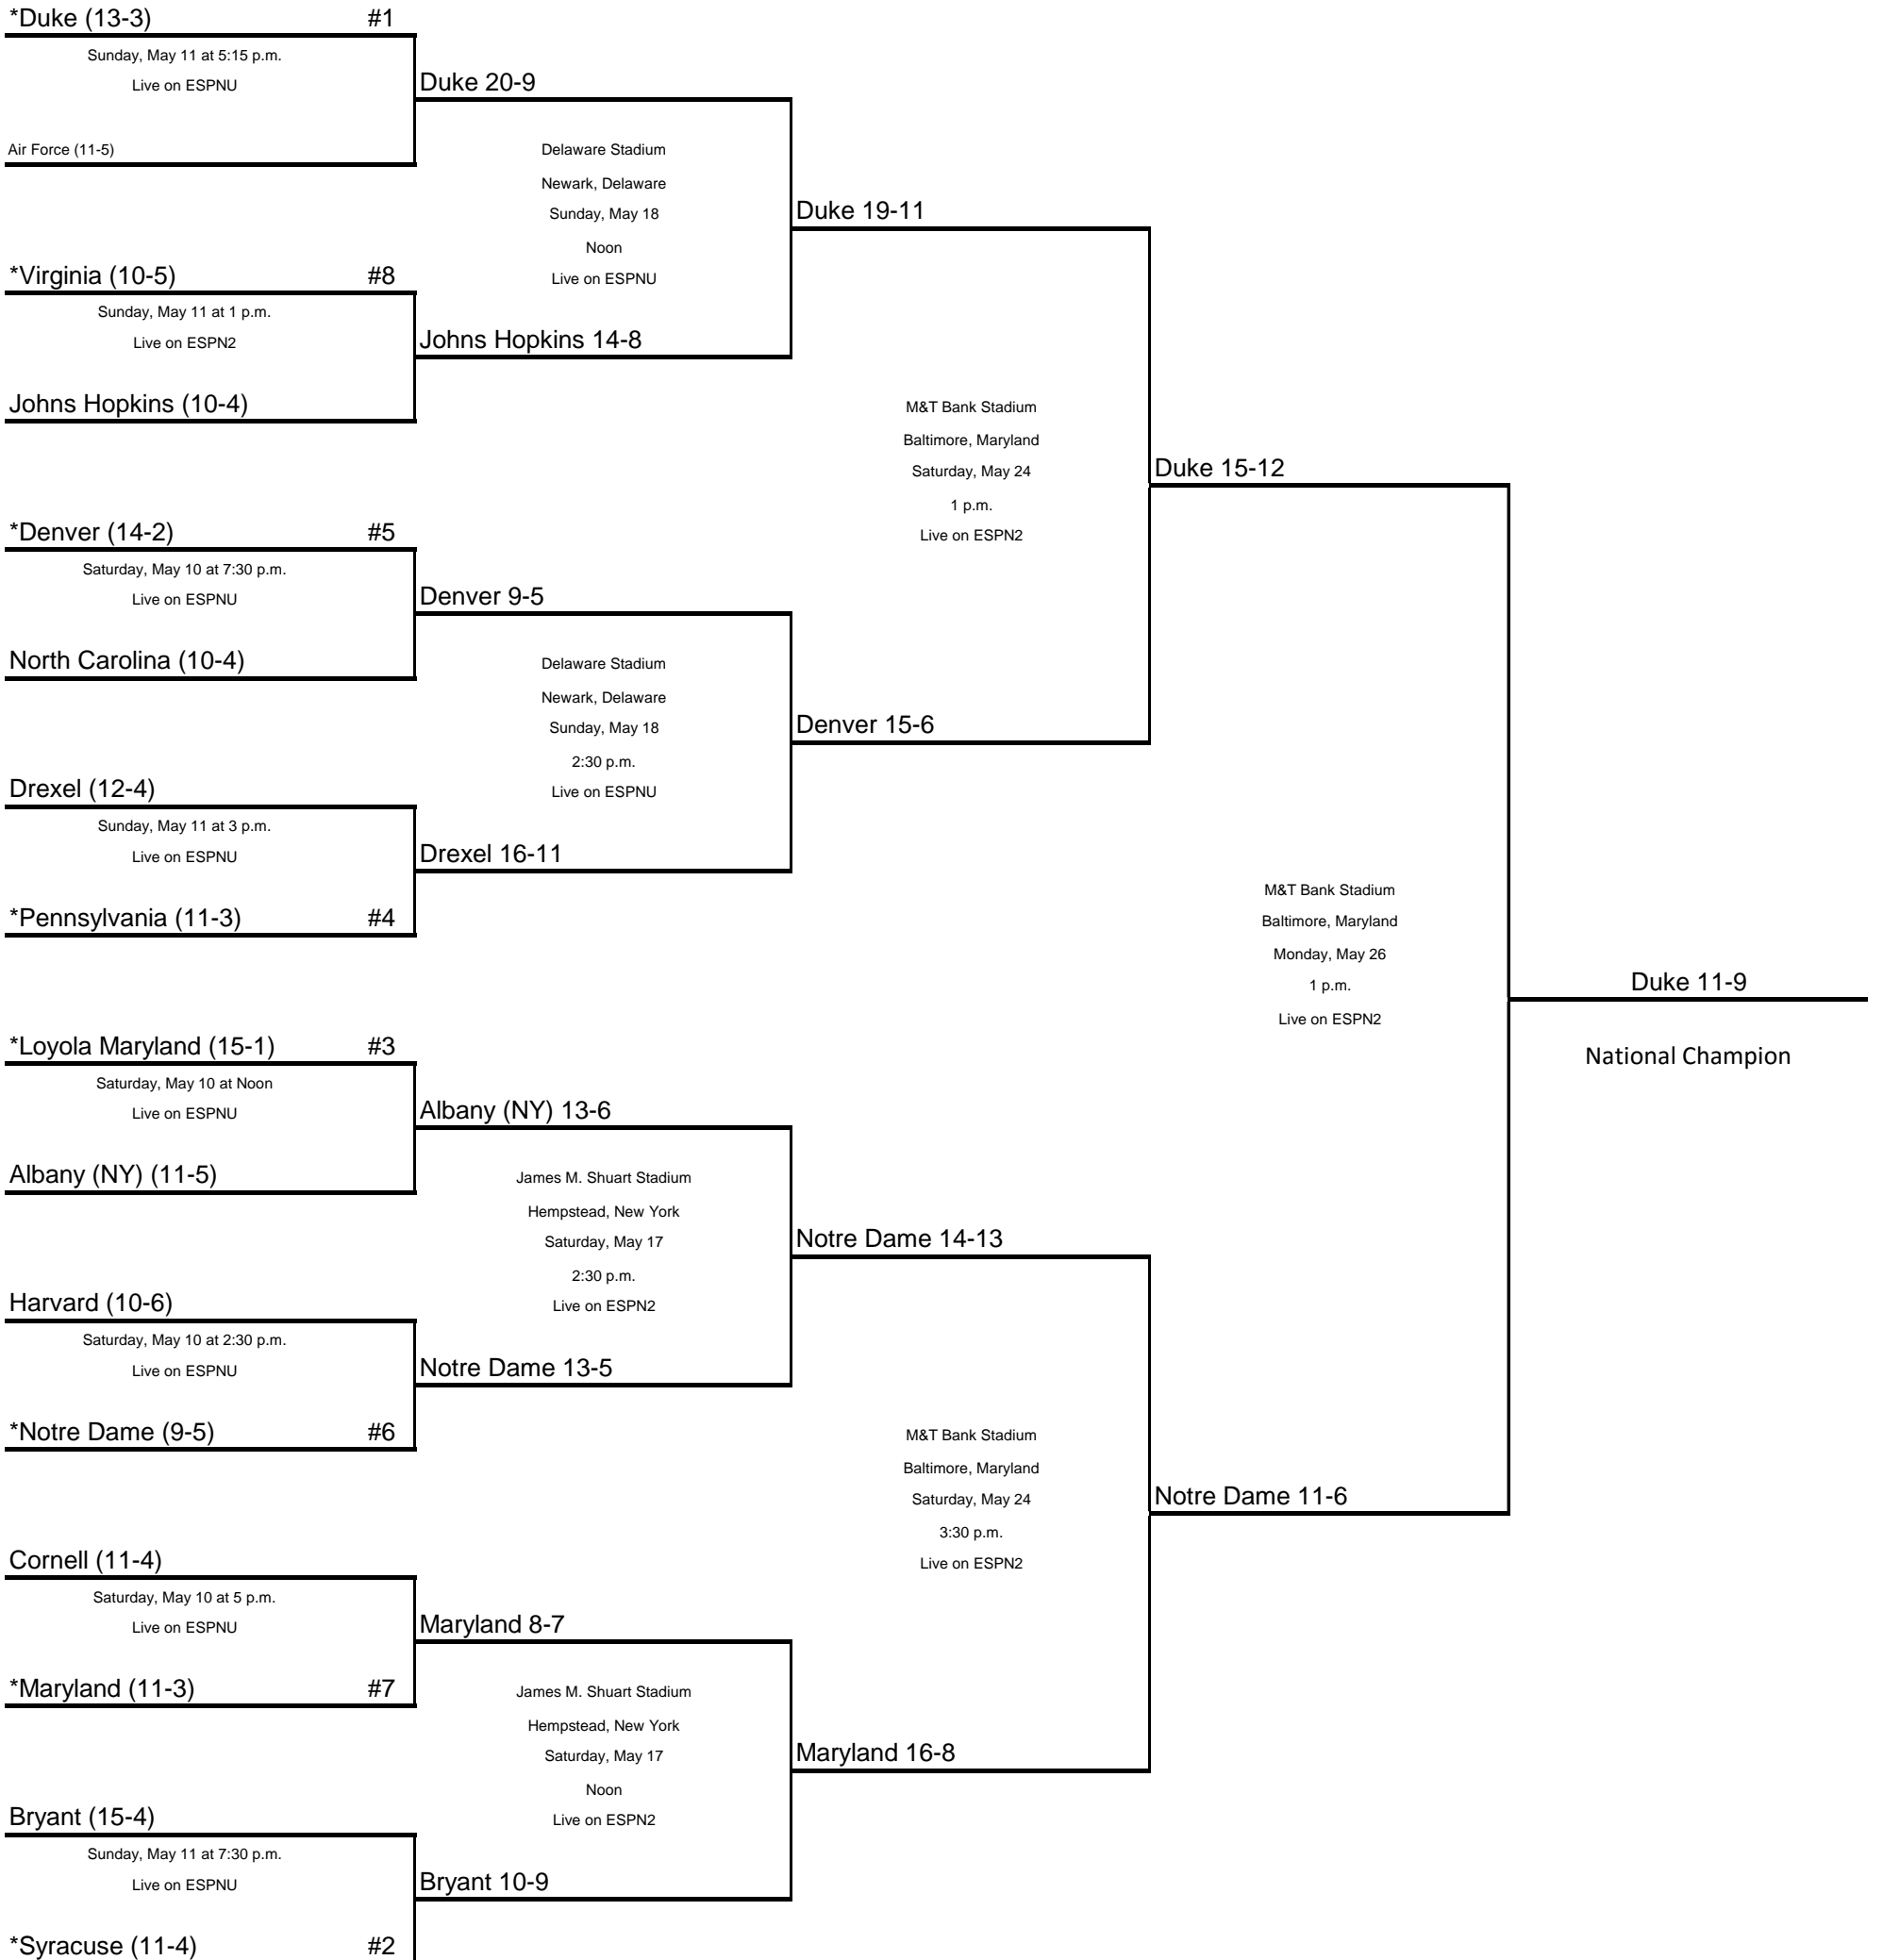 *Duke (13-3) #1
Sunday, May 11 at 5:15 p.m.
Live on ESPNU
Air Force (11-5)
*Virginia (10-5) #8
Sunday, May 11 at 1 p.m.
Live on ESPN2
Johns Hopkins (10-4)
*Denver (14-2) #5
Saturday, May 10 at 7:30 p.m.
Live on ESPNU
North Carolina (10-4)
Drexel (12-4)
Sunday, May 11 at 3 p.m.
Live on ESPNU
*Pennsylvania (11-3) #4
*Loyola Maryland (15-1) #3
Saturday, May 10 at Noon
Live on ESPNU
Albany (NY) (11-5)
Harvard (10-6)
Saturday, May 10 at 2:30 p.m.
Live on ESPNU
*Notre Dame (9-5) #6
Cornell (11-4)
Saturday, May 10 at 5 p.m.
Live on ESPNU
*Maryland (11-3) #7
Bryant (15-4)
Sunday, May 11 at 7:30 p.m.
Live on ESPNU
*Syracuse (11-4) #2
Duke 20-9
Delaware Stadium
Newark, Delaware
Sunday, May 18
Noon
Live on ESPNU
Johns Hopkins 14-8
Denver 9-5
Delaware Stadium
Newark, Delaware
Sunday, May 18
2:30 p.m.
Live on ESPNU
Drexel 16-11
Albany (NY) 13-6
James M. Shuart Stadium
Hempstead, New York
Saturday, May 17
2:30 p.m.
Live on ESPN2
Notre Dame 13-5
Maryland 8-7
James M. Shuart Stadium
Hempstead, New York
Saturday, May 17
Noon
Live on ESPN2
Bryant 10-9
Duke 19-11
M&T Bank Stadium
Baltimore, Maryland
Saturday, May 24
1 p.m.
Live on ESPN2
Denver 15-6
Notre Dame 14-13
M&T Bank Stadium
Baltimore, Maryland
Saturday, May 24
3:30 p.m.
Live on ESPN2
Maryland 16-8
Duke 15-12
M&T Bank Stadium
Baltimore, Maryland
Monday, May 26
1 p.m.
Live on ESPN2
Notre Dame 11-6
Duke 11-9
National Champion